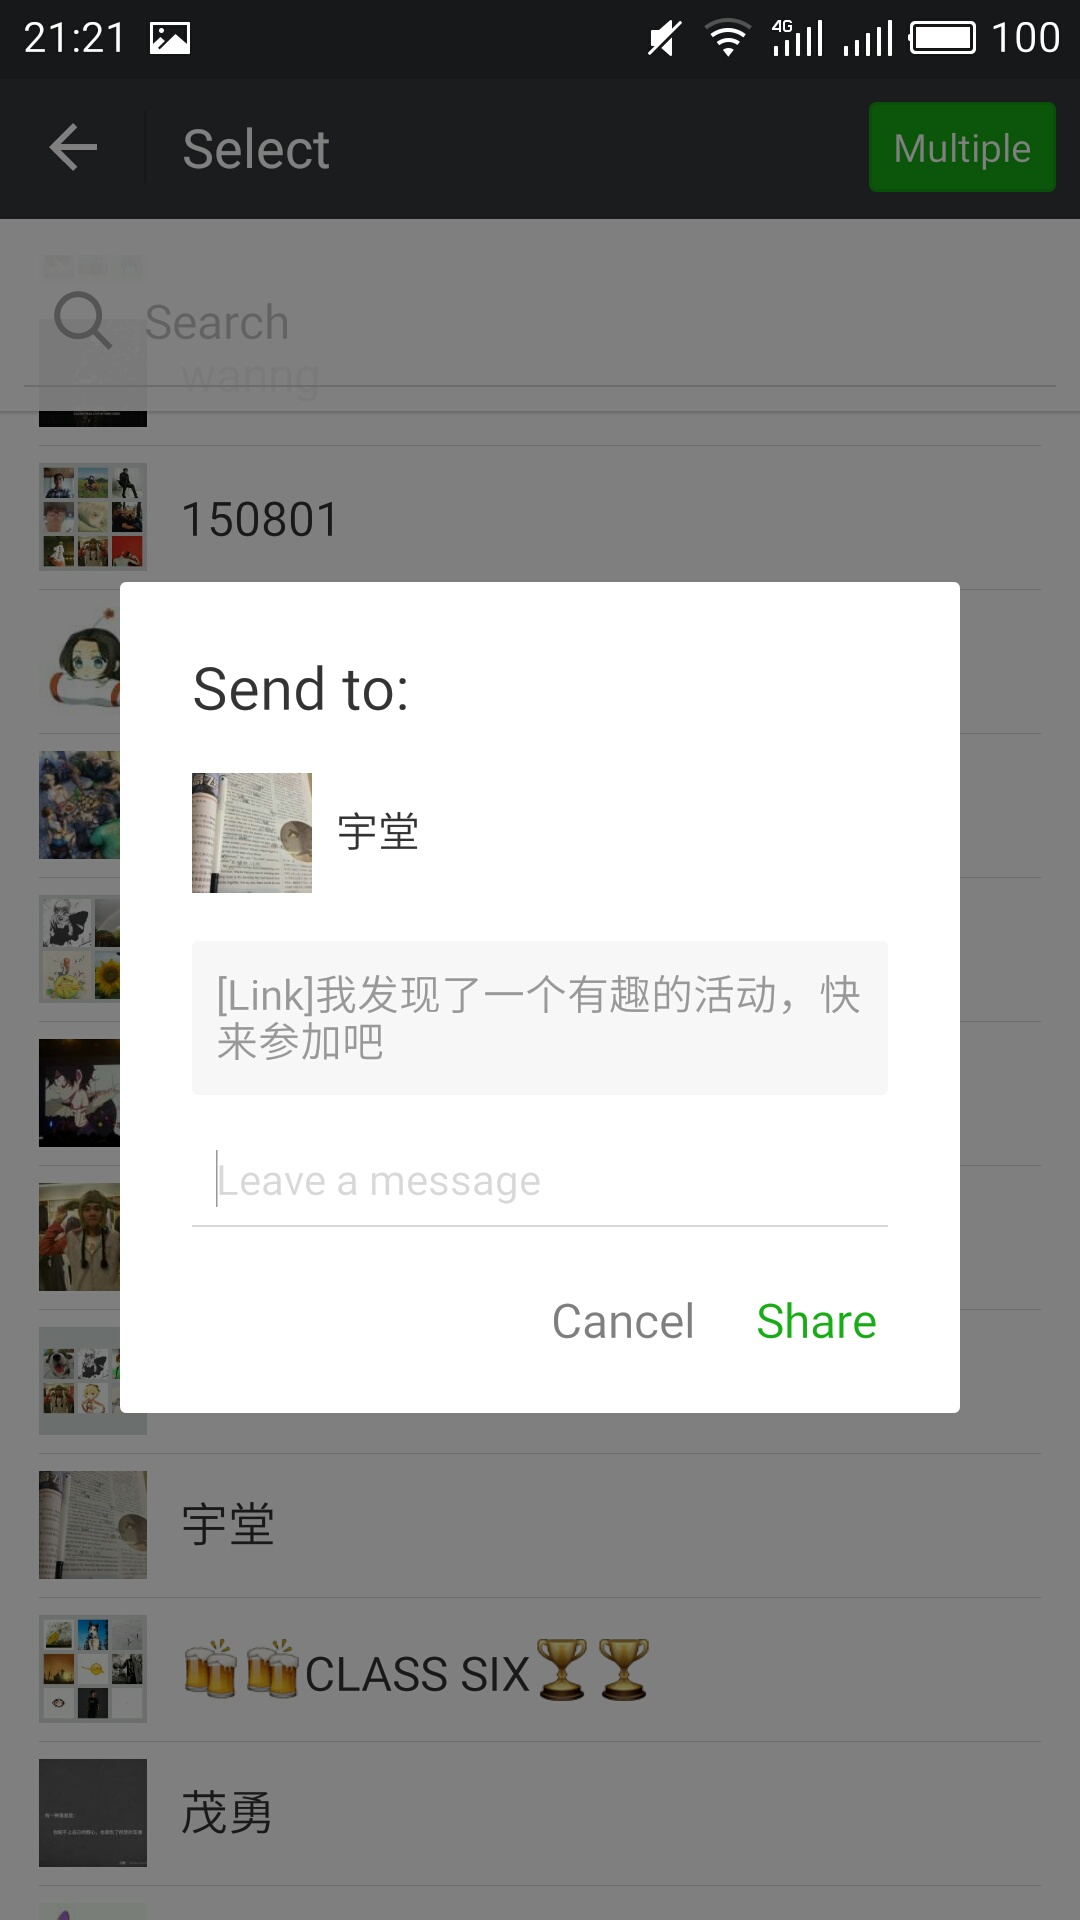 21:21
4G
100
Select
Multiple
Search
wanng
150801
Send to:
宇堂
[Link]我发现了一个有趣的活动，快
来参加吧
Leave a message
Cancel
Share
宇堂
🍻🍻CLASS SIX🏆🏆
茂勇